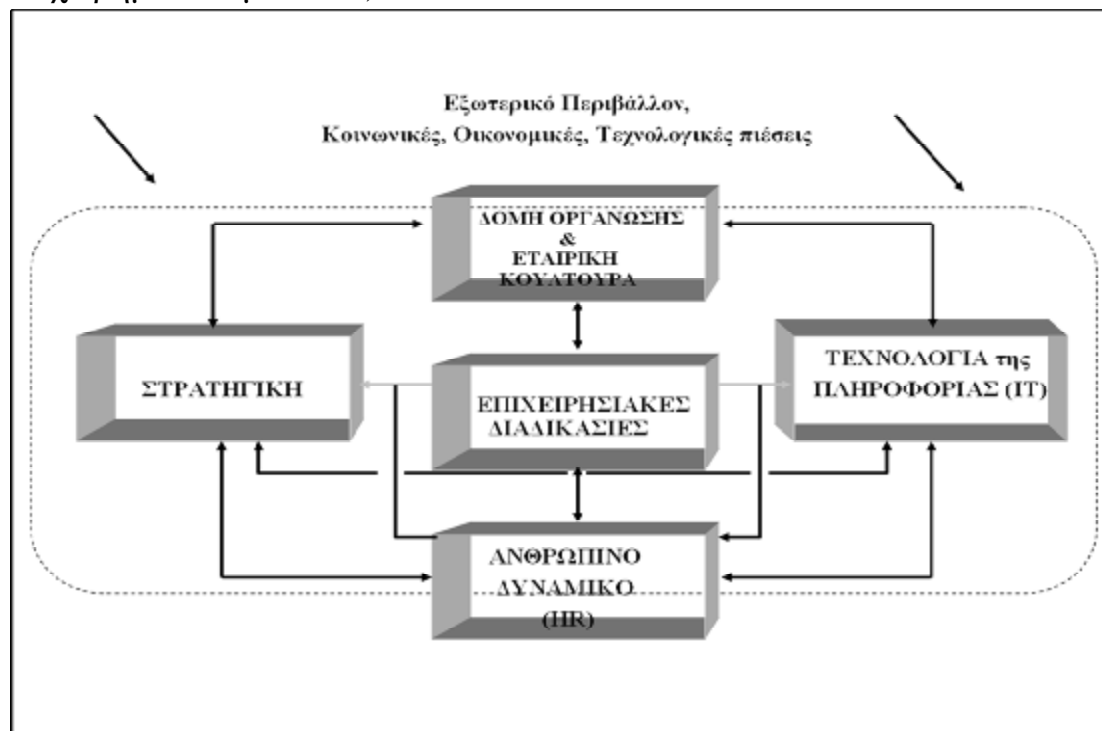 Εξωτερικό Περιβάλλον,
Κοινωνικές, Οικονομικές, Τεχνολογικές πιέσεις
ΔΟΜΗ ΟΡΓΑΝΩΣΗΣ
&
ΕΤΑΙΡΙΚΗ
ΚΟΥΛΤΟΥΡΑ
ΣΤΡΑΤΗΓΙΚΗ
ΕΠΙΧΕΙΡΗΣΙΑΚΕΣ
ΔΙΑΔΙΚΑΣΙΕΣ
ΤΕΧΝΟΛΟΓΙΑ της
ΠΛΗΡΟΦΟΡΙΑΣ (IT)
ΑΝΘΡΩΠΙΝΟ
ΔΥΝΑΜΙΚΟ
(HR)